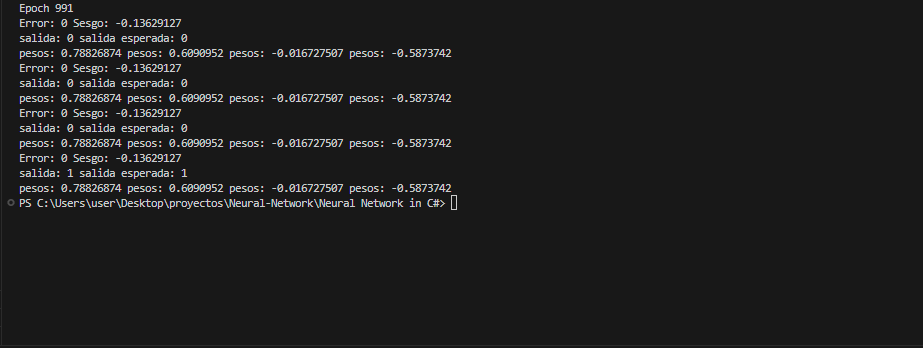 Epoch 991
Error: 0 Sesgo: -0.13629127
salida: 0 salida esperada: 0
pesos: 0.78826874 pesos: 0.6090952 pesos: -0.016727507 pesos: -0.5873742
Error: 0 Sesgo: -0.13629127
salida: 0 salida esperada: 0
pesos: 0.78826874 pesos: 0.6090952 pesos: -0.016727507 pesos: -0.5873742
Error: 0 Sesgo: -0.13629127
salida: 0 salida esperada: 0
pesos: 0.78826874 pesos: 0.6090952 pesos: -0.016727507 pesos: -0.5873742
Error: 0 Sesgo: -0.13629127
salida: 1 salida esperada: 1
pesos: 0.78826874 pesos: 0.6090952 pesos: -0.016727507 pesos: -0.5873742
PS C:\Users\user\Desktop\proyectos\Neural-Network\Neural Network in C#>